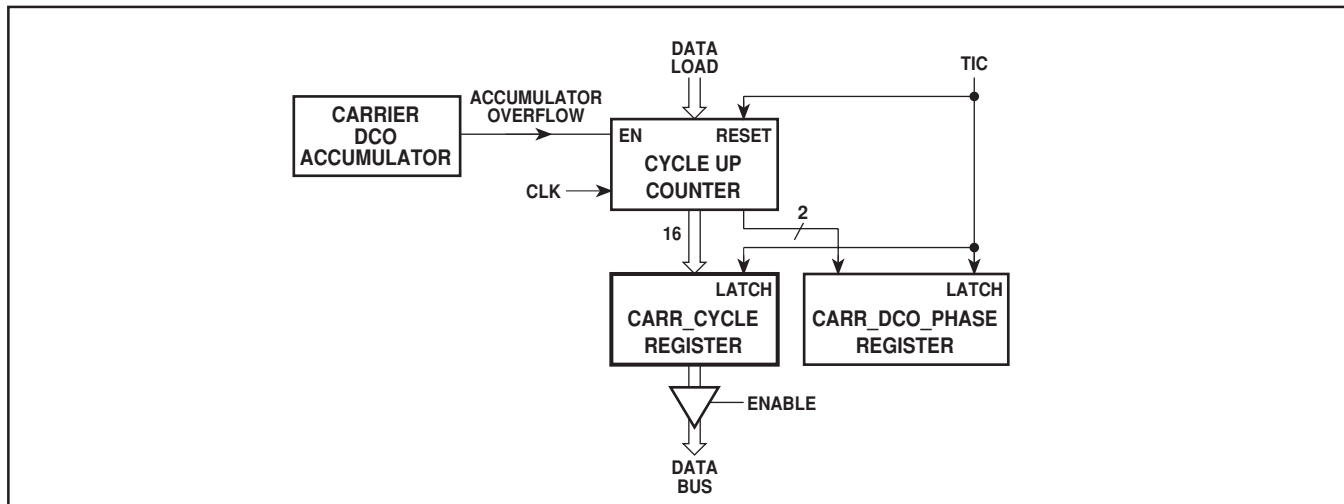 DATA
LOAD
TIC
ACCUMULATOR
OVERFLOW
CARRIER
DCO
ACCUMULATOR
EN
RESET
CYCLE UP
COUNTER
CLK
2
16
LATCH
CARR_CYCLE
REGISTER
LATCH
CARR_DCO_PHASE
REGISTER
ENABLE
DATA
BUS